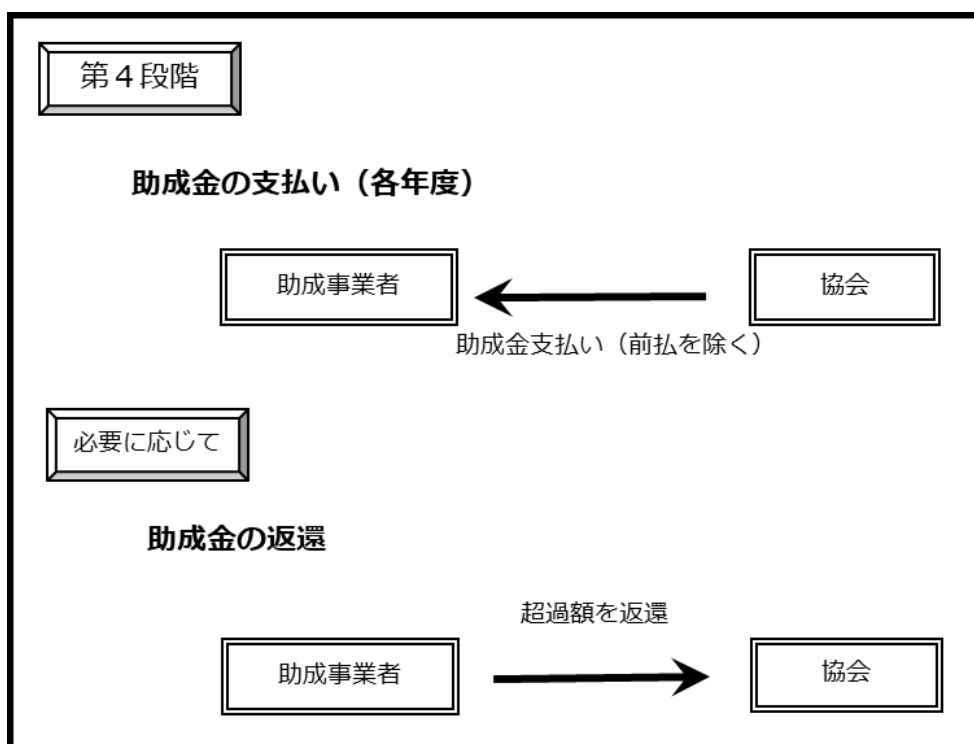 第４段階
助成金の支払い（各年度）
助成事業者
協会
助成金支払い（前払を除く）
必要に応じて
助成金の返還
超過額を返還
助成事業者
協会